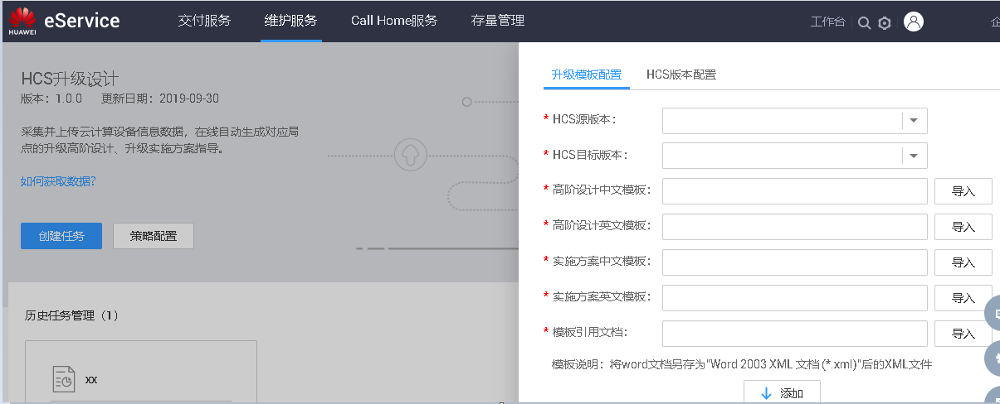 HUAWEI eService 交付服务 维护服务 Call Home服务 存量管理 工作台
HCS升级设计
版本：1.0.0 更新日期：2019-09-30
采集并上传云计算设备信息数据，在线自动生成对应局
点的升级高阶设计、升级实施方案指导。
如何获取数据?
创建任务 策略配置
历史任务管理（1）
xx
升级模板配置 HCS版本配置
* HCS源版本：
* HCS目标版本：
* 高阶设计中文模板： 导入
* 高阶设计英文模板： 导入
* 实施方案中文模板： 导入
* 实施方案英文模板： 导入
* 模板引用文档： 导入
模板说明：将word文档另存为"Word 2003 XML 文档 (*.xml)"后的XML文件
添加